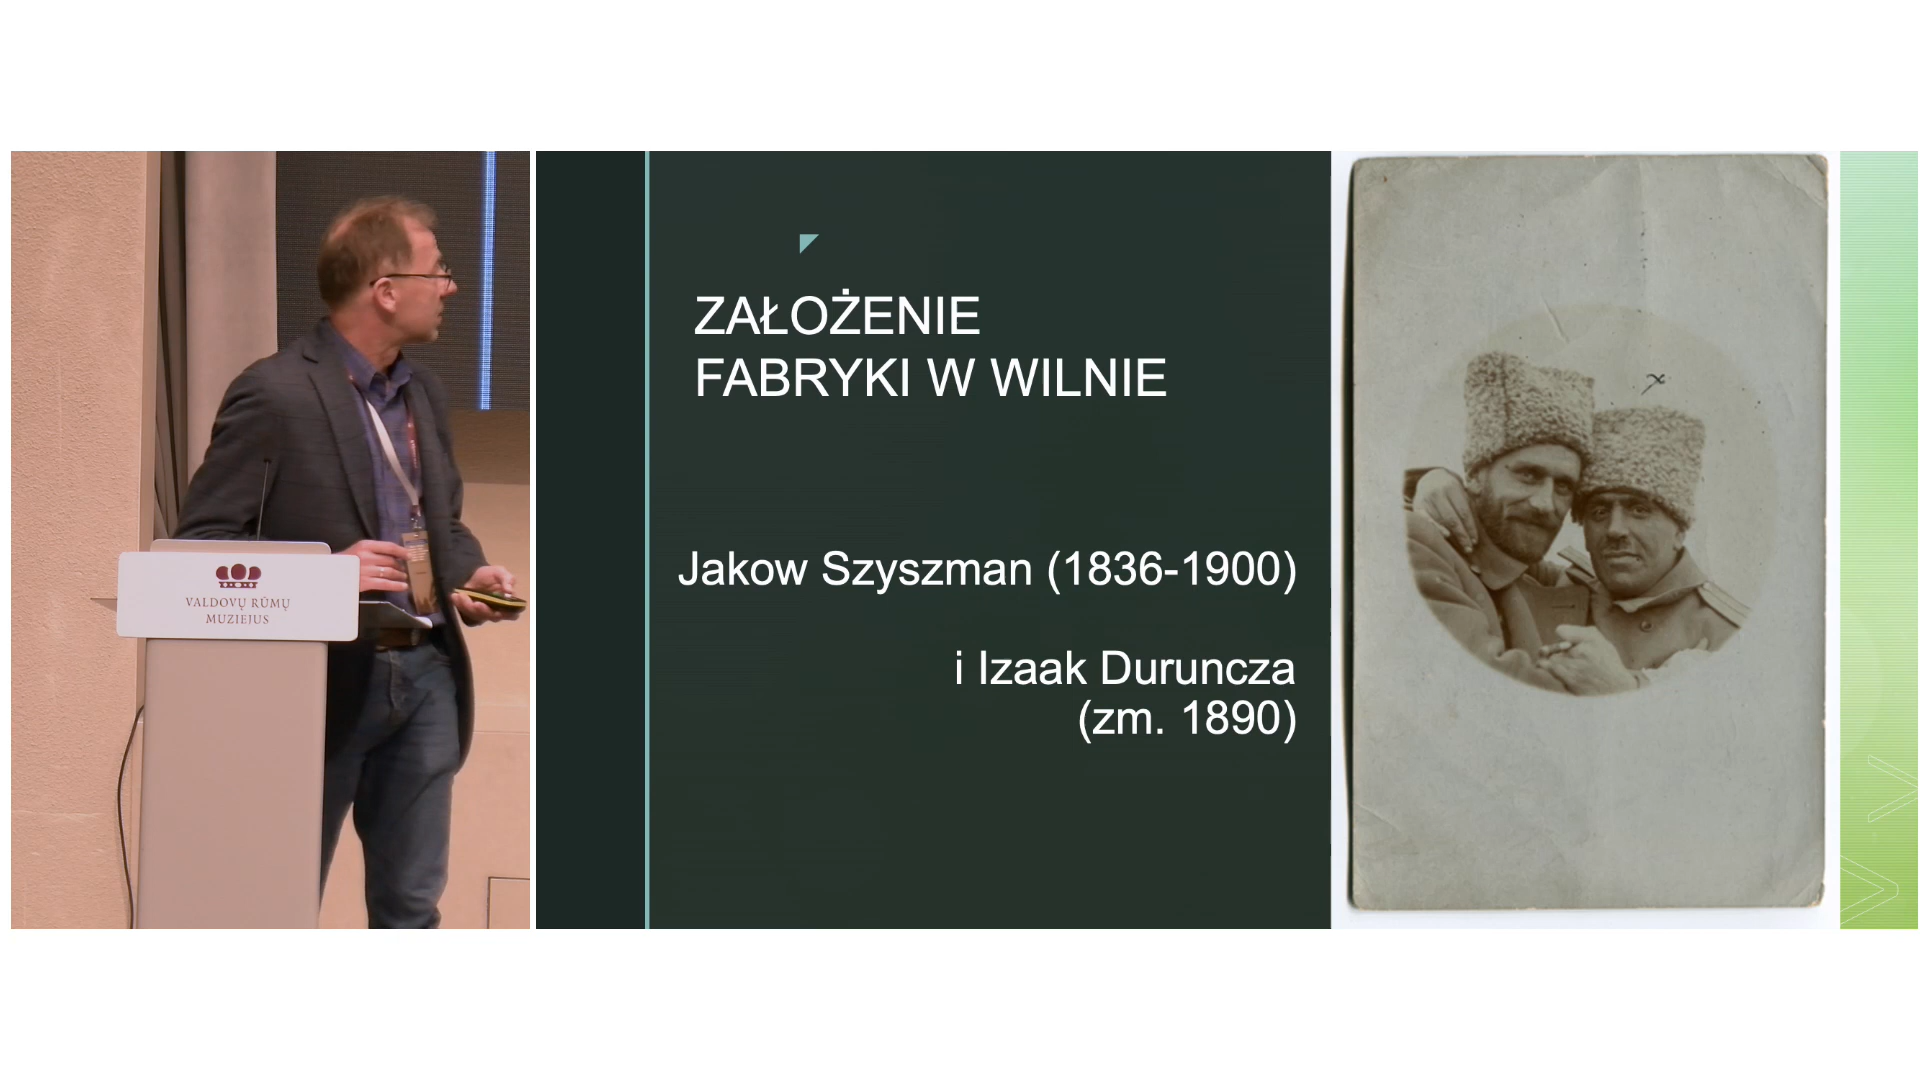 VALDOVŲ RŪMŲ
MUZIEJUS
ZAŁOŻENIE
FABRYKI W WILNIE
Jakow Szyszman (1836-1900)
i Izaak Duruncza
(zm. 1890)
x